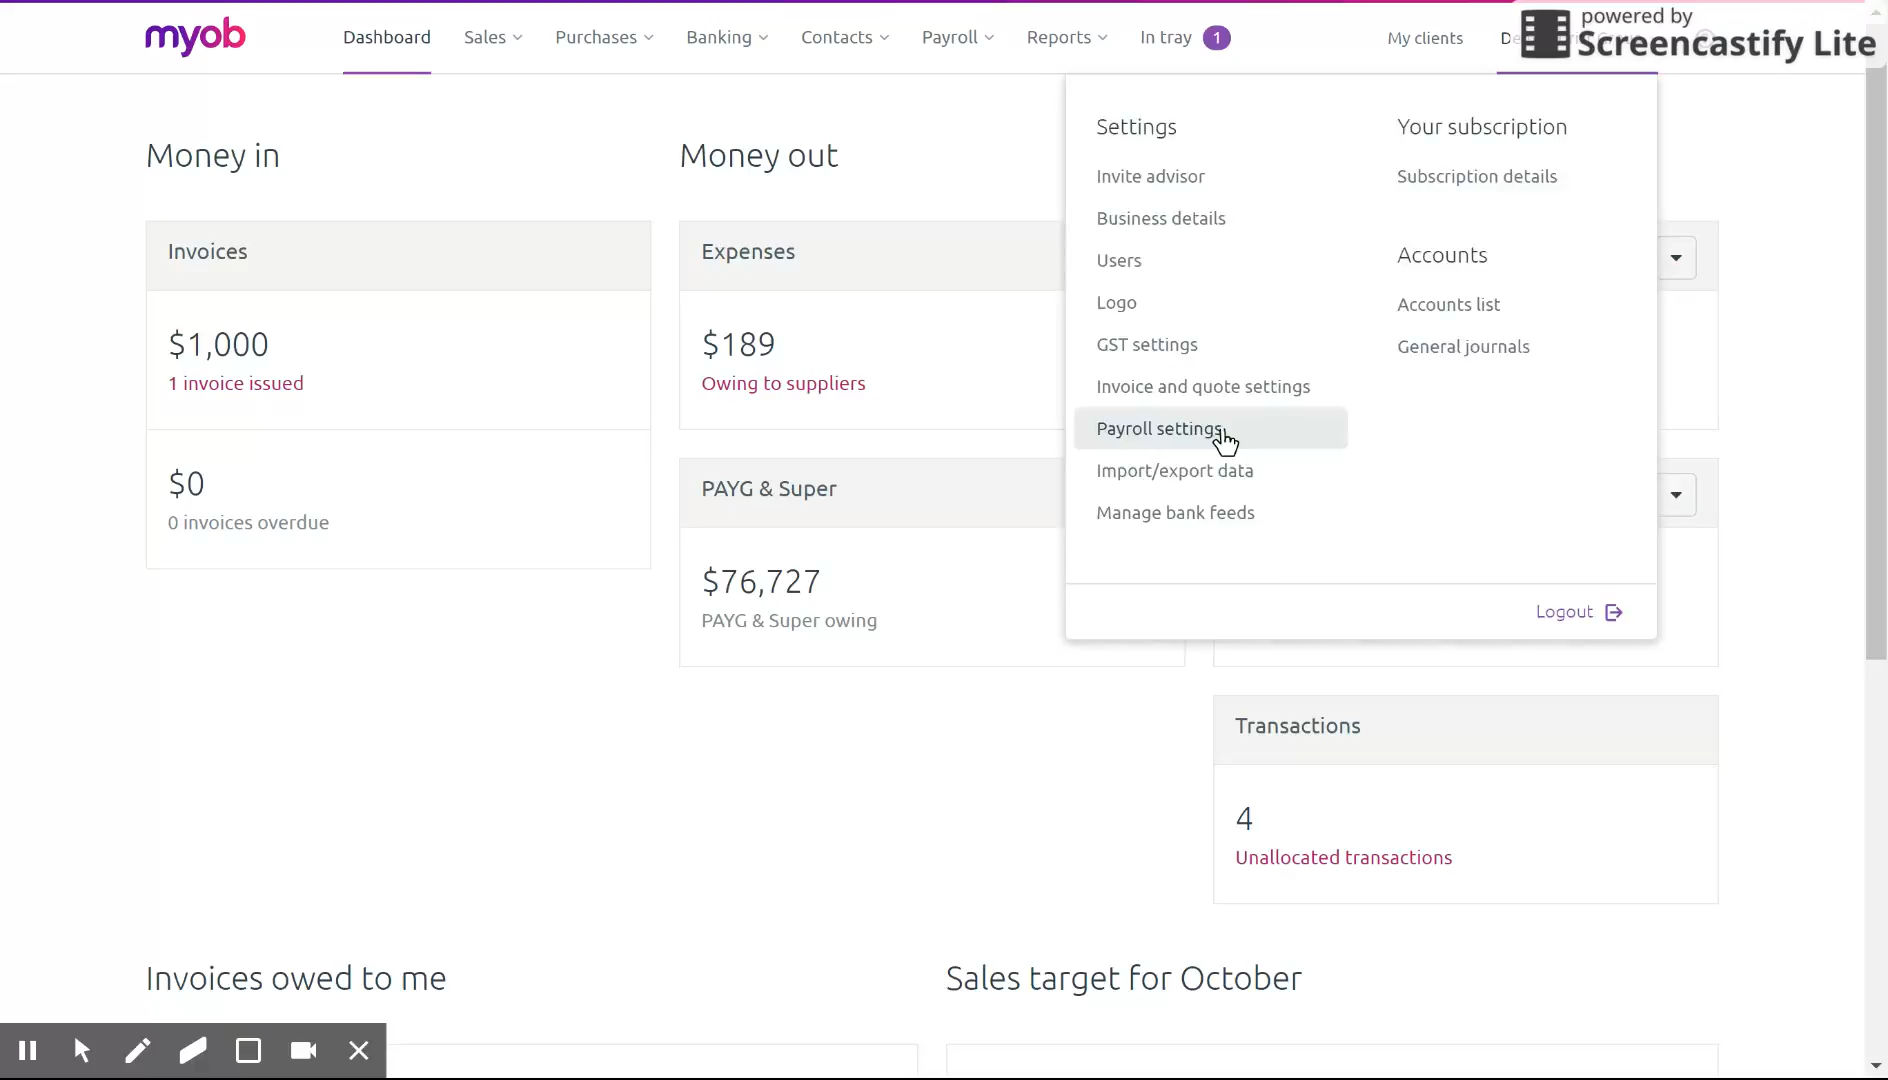 myob
Dashboard
Sales
Purchases
Banking
Contacts
Payroll
Reports
In tray
1
My clients
powered by
Screencastify Lite
Money in
Money out
Invoices
$1,000
1 invoice issued
$0
0 invoices overdue
Expenses
$189
Owing to suppliers
PAYG & Super
$76,727
PAYG & Super owing
Settings
Invite advisor
Business details
Users
Logo
GST settings
Invoice and quote settings
Payroll settings
Import/export data
Manage bank feeds
Your subscription
Subscription details
Accounts
Accounts list
General journals
Logout
Transactions
4
Unallocated transactions
Invoices owed to me
Sales target for October